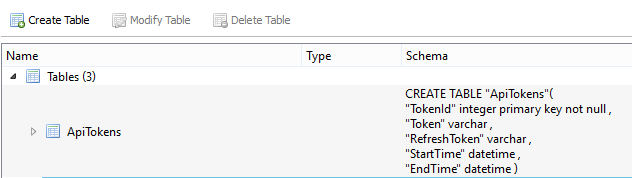 Create Table Modify Table Delete Table
Name Type Schema
Tables (3)
CREATE TABLE "ApiTokens"(
"TokenId" integer primary key not null ,
"Token" varchar ,
ApiTokens
"RefreshToken" varchar ,
"StartTime" datetime ,
"EndTime" datetime )